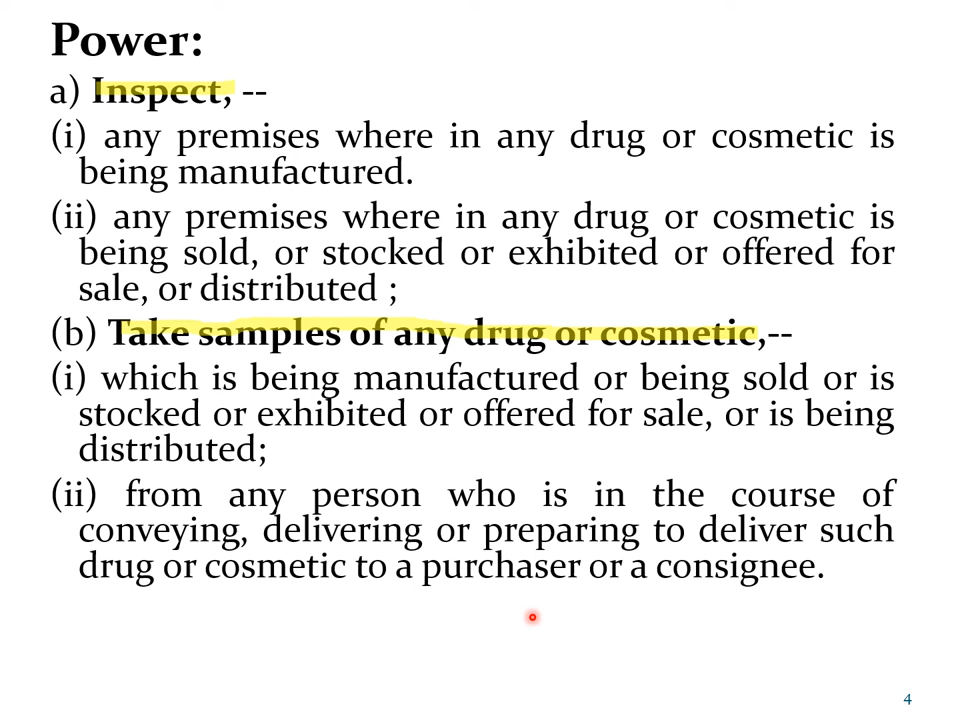 Power:
a) Inspect, --
(i) any premises where in any drug or cosmetic is
being manufactured.
(ii) any premises where in any drug or cosmetic is
being sold, or stocked or exhibited or offered for
sale, or distributed ;
(b) Take samples of any drug or cosmetic,--
(i) which is being manufactured or being sold or is
stocked or exhibited or offered for sale, or is being
distributed;
(ii) from any person who is in the course of
conveying, delivering or preparing to deliver such
drug or cosmetic to a purchaser or a consignee.
4